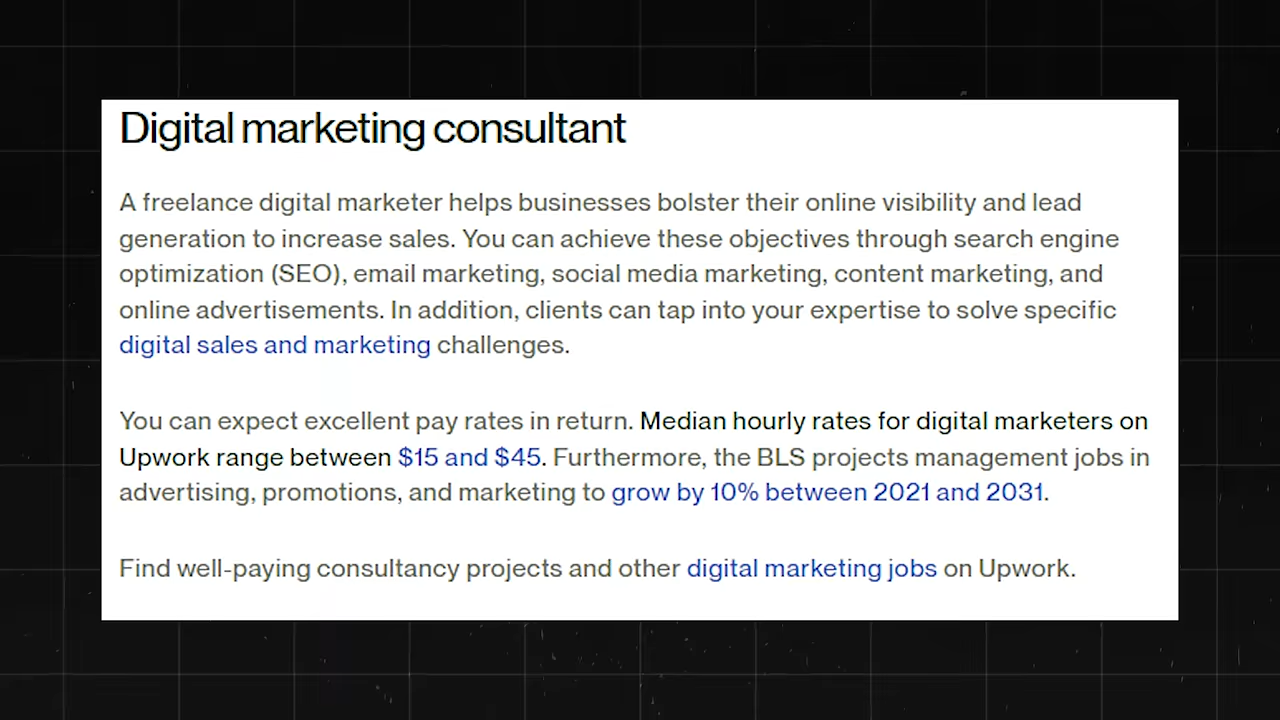 Digital marketing consultant
A freelance digital marketer helps businesses bolster their online visibility and lead
generation to increase sales. You can achieve these objectives through search engine
optimization (SEO), email marketing, social media marketing, content marketing, and
online advertisements. In addition, clients can tap into your expertise to solve specific
digital sales and marketing challenges.
You can expect excellent pay rates in return. Median hourly rates for digital marketers on
Upwork range between $15 and $45. Furthermore, the BLS projects management jobs in
advertising, promotions, and marketing to grow by 10% between 2021 and 2031.
Find well-paying consultancy projects and other digital marketing jobs on Upwork.